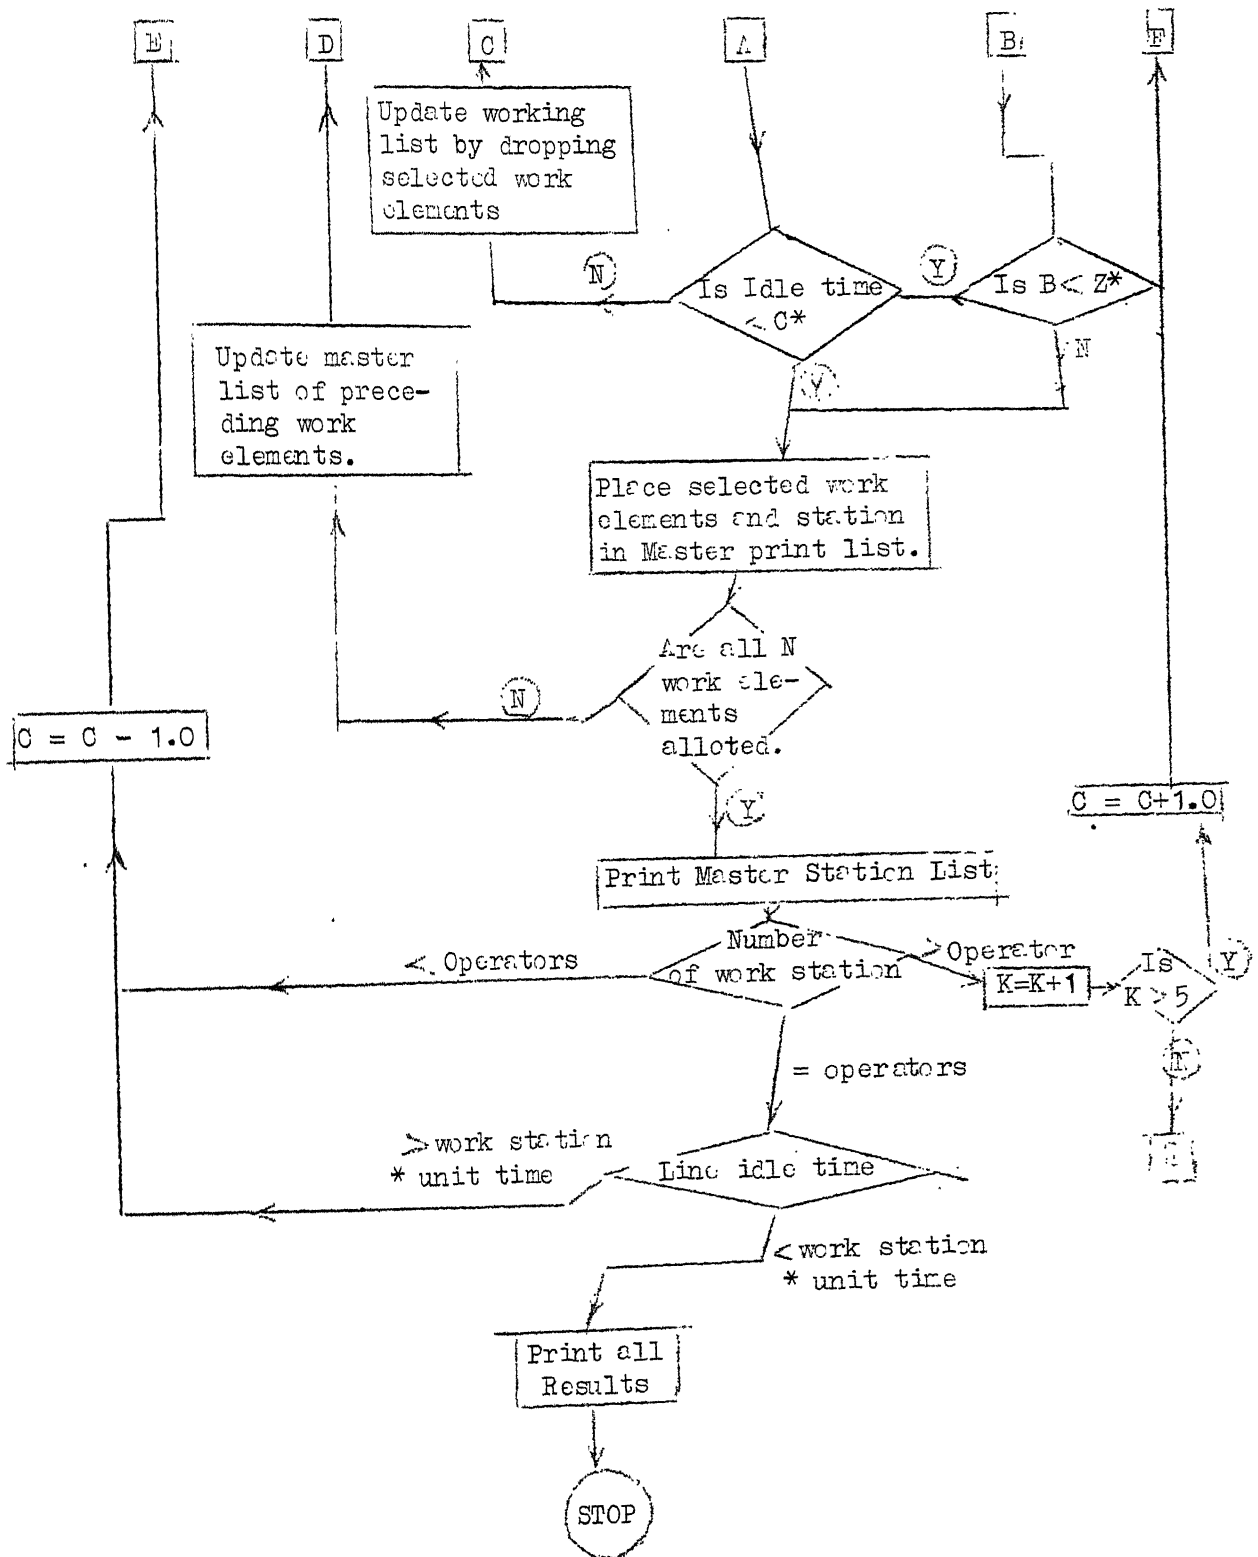 E
D
C
A
B
F
Update working
list by dropping
selected work
elements
N
Is Idle time
< C*
Y
Is B < Z*
N
Y
Update master
list of prece-
ding work
elements.
Place selected work
elements and station
in Master print list.
Are all N
work ele-
ments
alloted.
N
Y
C = C - 1.0
C = C+1.0
Print Master Station List
Number
of work station
< Operators
>Operator
K=K+1
Is
K > 5
Y
N
= operators
>work station
* unit time
Line idle time
<work station
* unit time
Print all
Results
STOP